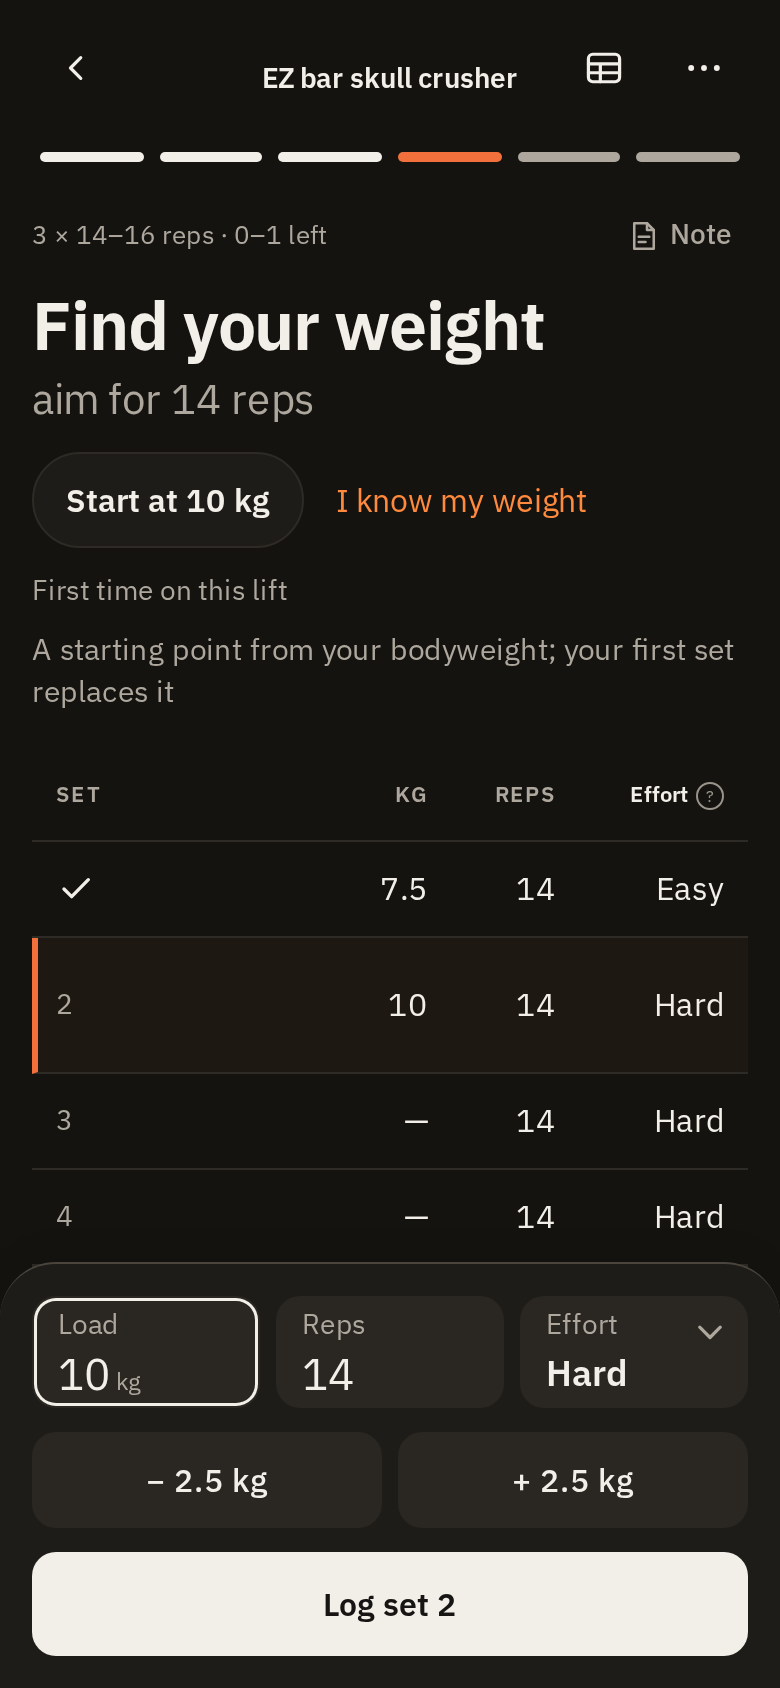 EZ bar skull crusher
3 × 14–16 reps · 0–1 left
Note
Find your weight
aim for 14 reps
Start at 10 kg
I know my weight
First time on this lift
A starting point from your bodyweight; your first set
replaces it
SET KG REPS Effort ?
7.5 14 Easy
2 10 14 Hard
3 — 14 Hard
4 — 14 Hard
Load Reps Effort
10 kg 14 Hard
− 2.5 kg + 2.5 kg
Log set 2